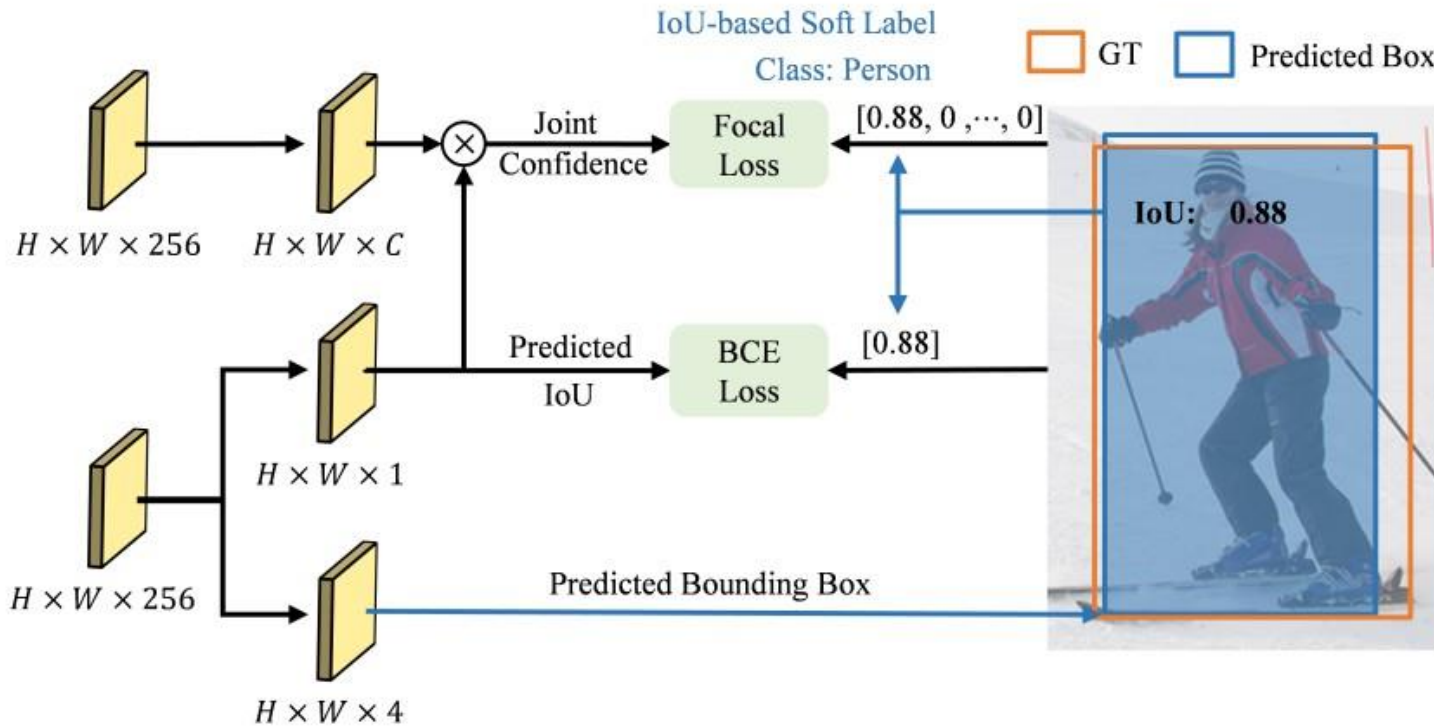 IoU-based Soft Label
Class: Person
GT
Predicted Box
[0.88, 0 ,⋯, 0]
Joint
Confidence
Focal
Loss
×
IoU: 0.88
H × W × 256
H × W × C
Predicted
IoU
BCE
Loss
[0.88]
H × W × 1
Predicted Bounding Box
H × W × 256
H × W × 4